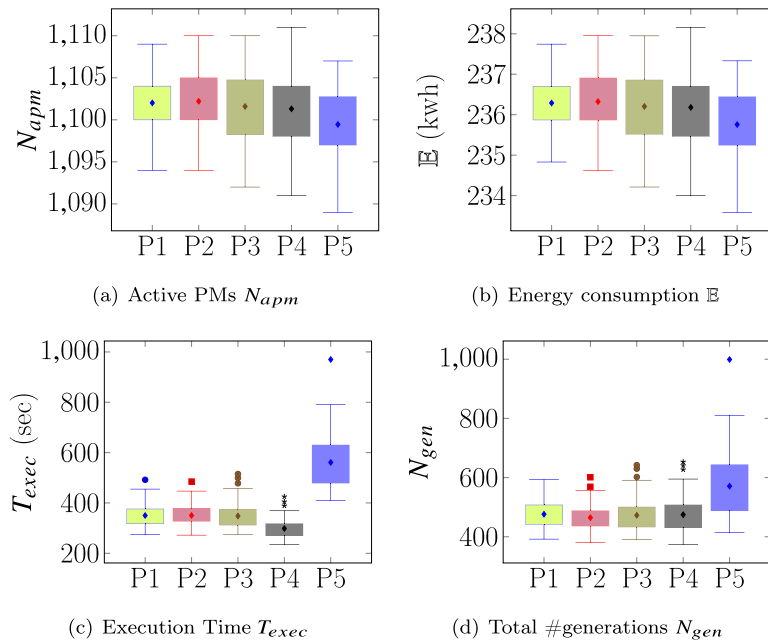 1,110
1,105
1,100
1,095
1,090
N_apm
P1 P2 P3 P4 P5
(a) Active PMs N_apm
238
237
236
235
234
𝔼 (kwh)
P1 P2 P3 P4 P5
(b) Energy consumption 𝔼
1,000
800
600
400
200
T_exec (sec)
P1 P2 P3 P4 P5
(c) Execution Time T_exec
1,000
800
600
400
N_gen
P1 P2 P3 P4 P5
(d) Total #generations N_gen